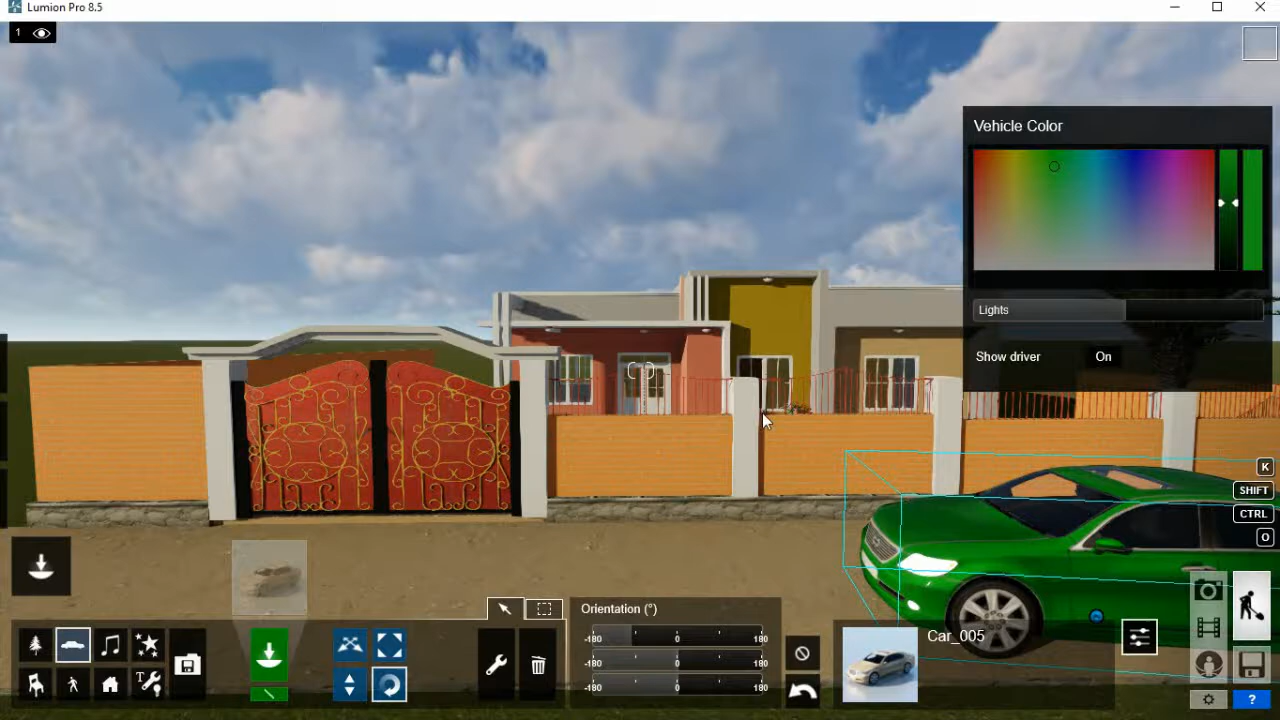 Lumion Pro 8.5
1
Vehicle Color
Lights
Show driver On
K
SHIFT
CTRL
O
Orientation (°)
-180 0 180
-180 0 180
-180 0 180
Car_005
T
?